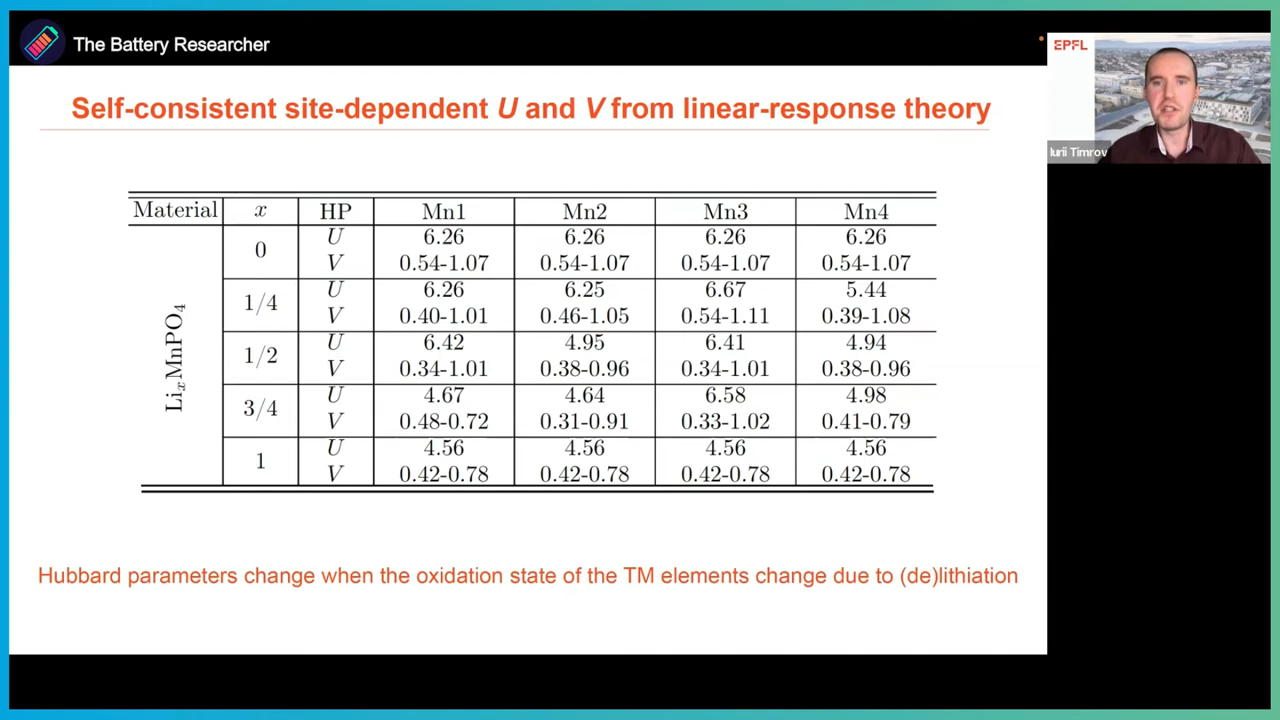 The Battery Researcher
EPFL
Iurii Timrov
Self-consistent site-dependent U and V from linear-response theory
Material x HP Mn1 Mn2 Mn3 Mn4
LixMnPO4
0 U 6.26 6.26 6.26 6.26
V 0.54-1.07 0.54-1.07 0.54-1.07 0.54-1.07
1/4 U 6.26 6.25 6.67 5.44
V 0.40-1.01 0.46-1.05 0.54-1.11 0.39-1.08
1/2 U 6.42 4.95 6.41 4.94
V 0.34-1.01 0.38-0.96 0.34-1.01 0.38-0.96
3/4 U 4.67 4.64 6.58 4.98
V 0.48-0.72 0.31-0.91 0.33-1.02 0.41-0.79
1 U 4.56 4.56 4.56 4.56
V 0.42-0.78 0.42-0.78 0.42-0.78 0.42-0.78
Hubbard parameters change when the oxidation state of the TM elements change due to (de)lithiation